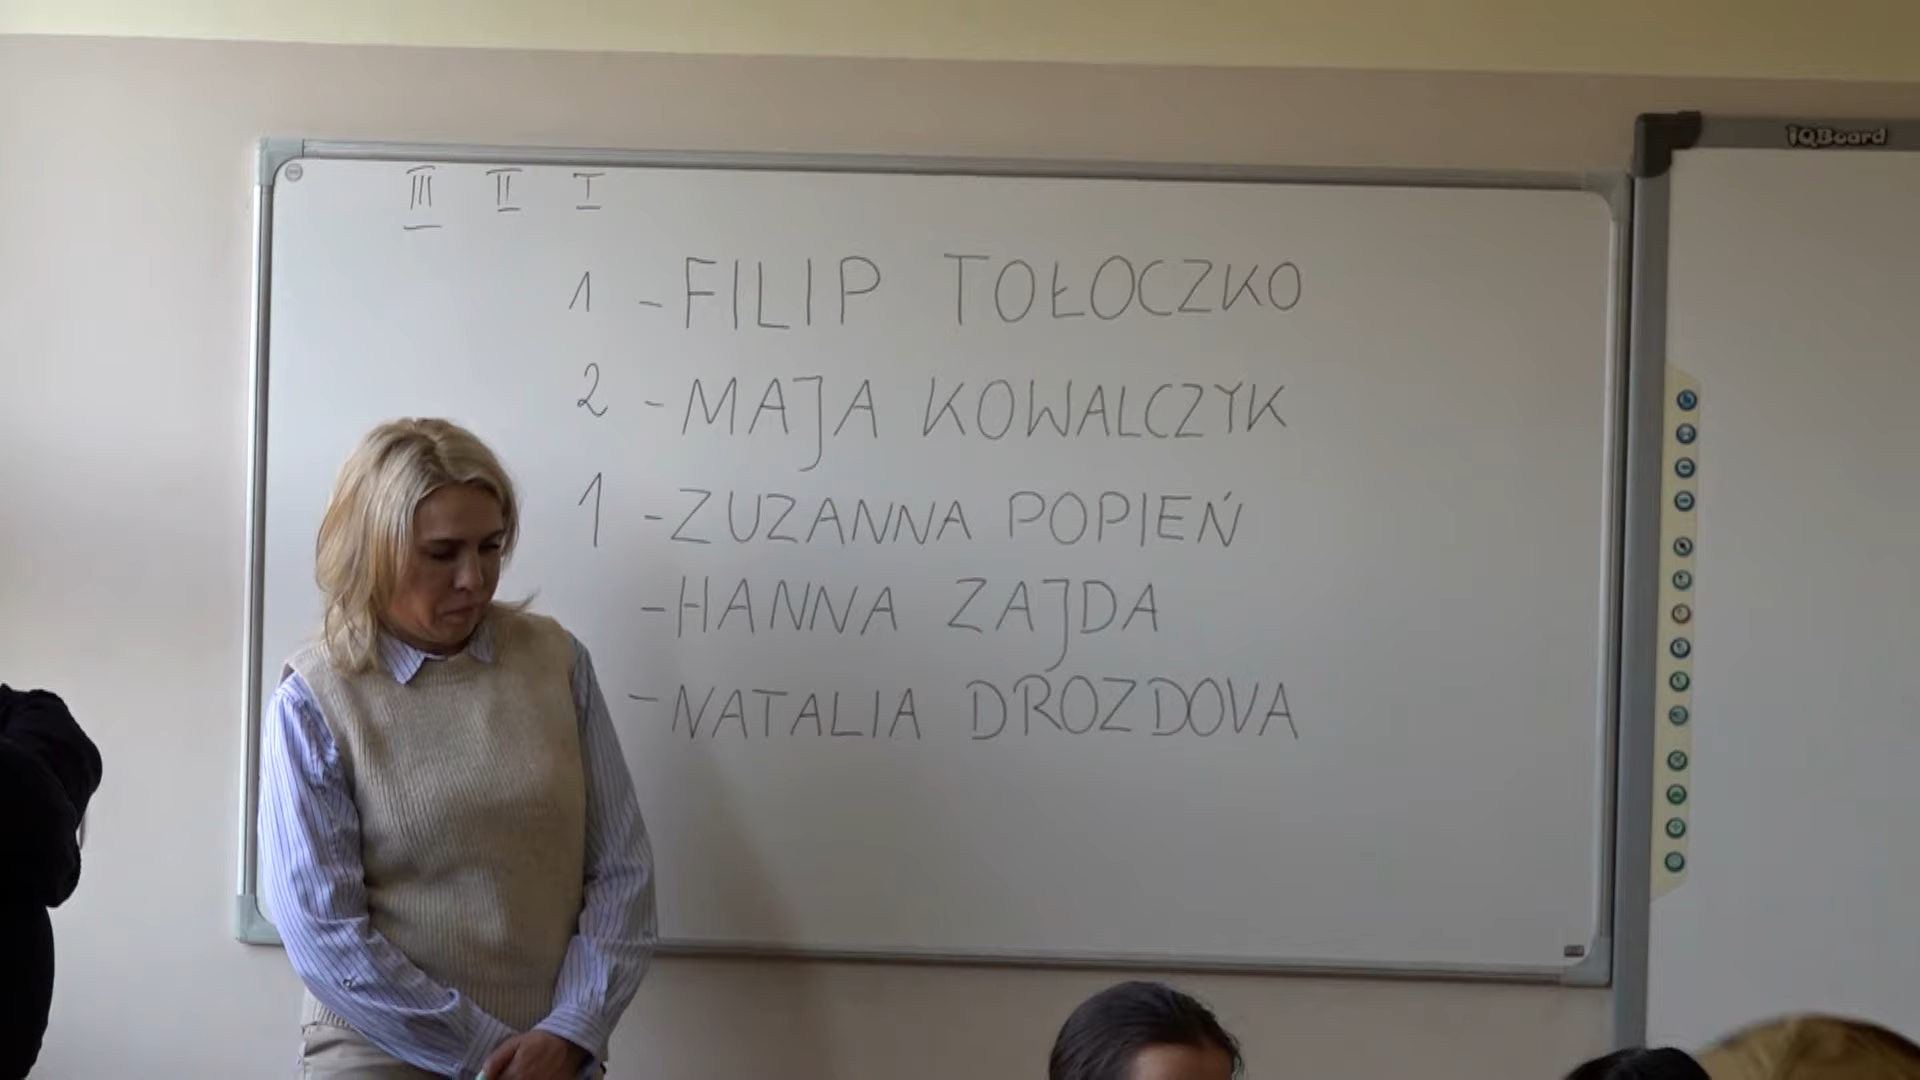 III II I
1 - FILIP TOŁOCZKO
2 - MAJA KOWALCZYK
1 - ZUZANNA POPIEŃ
- HANNA ZAJDA
- NATALIA DROZDOVA
IQBoard